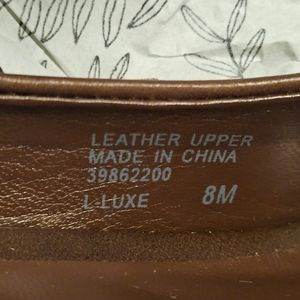 LEATHER UPPER
MADE IN CHINA
39862200
L-LUXE 8M